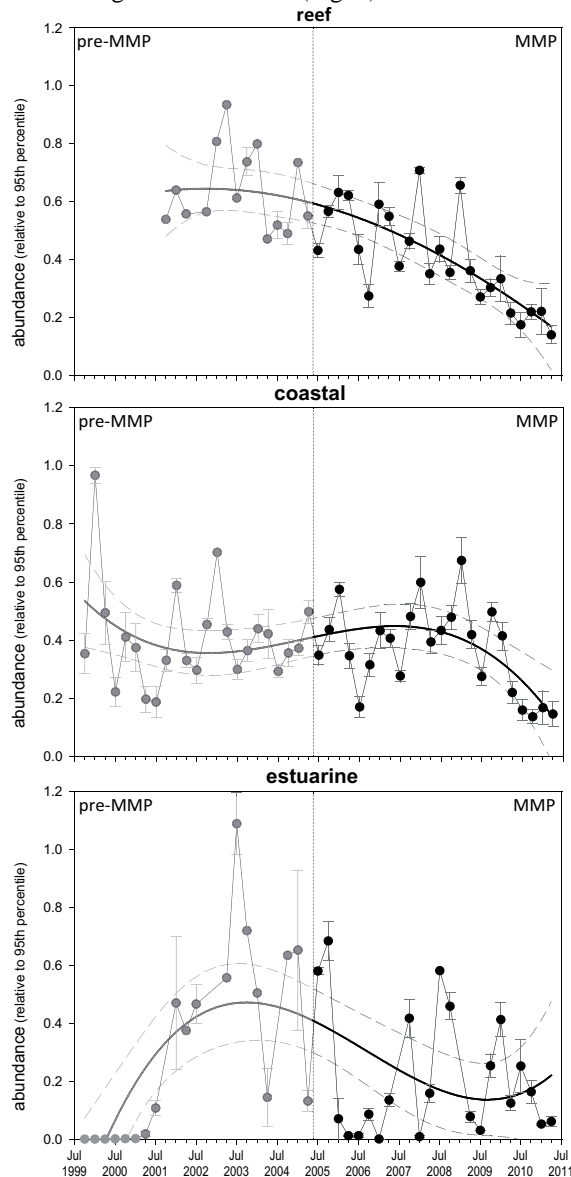 reef
pre-MMP MMP
1.2
1.0
0.8
0.6
0.4
0.2
0.0
abundance (relative to 95th percentile)
coastal
pre-MMP MMP
1.2
1.0
0.8
0.6
0.4
0.2
0.0
abundance (relative to 95th percentile)
estuarine
pre-MMP MMP
1.2
1.0
0.8
0.6
0.4
0.2
0.0
abundance (relative to 95th percentile)
Jul Jul Jul Jul Jul Jul Jul Jul Jul Jul Jul Jul Jul
1999 2000 2001 2002 2003 2004 2005 2006 2007 2008 2009 2010 2011